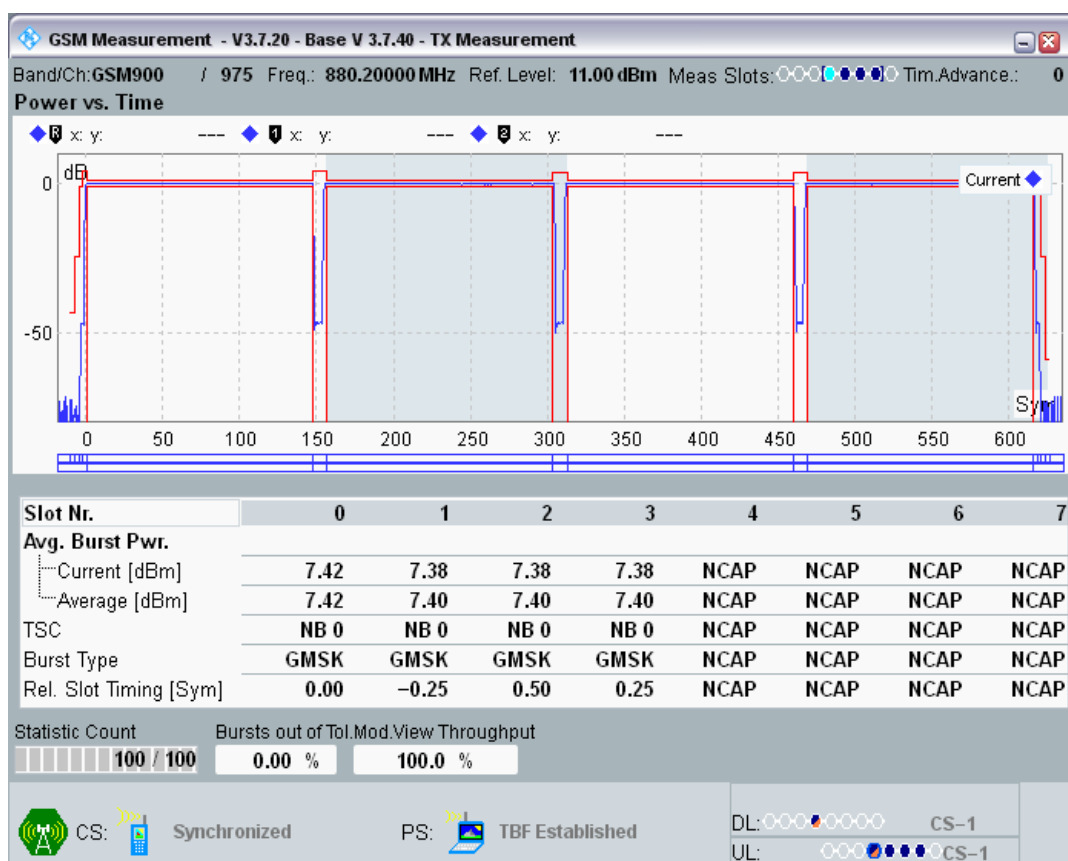 GSM Measurement - V3.7.20 - Base V 3.7.40 - TX Measurement
Band/Ch:GSM900 / 975 Freq.: 880.20000 MHz Ref. Level: 11.00 dBm Meas Slots: Tim.Advance.: 0
Power vs. Time
R x: y: --- 1 x: y: --- 2 x: y: ---
dB
Current
0
-50
Sym
0 50 100 150 200 250 300 350 400 450 500 550 600
Slot Nr. 0 1 2 3 4 5 6 7
Avg. Burst Pwr.
Current [dBm] 7.42 7.38 7.38 7.38 NCAP NCAP NCAP NCAP
Average [dBm] 7.42 7.40 7.40 7.40 NCAP NCAP NCAP NCAP
TSC NB 0 NB 0 NB 0 NB 0 NCAP NCAP NCAP NCAP
Burst Type GMSK GMSK GMSK GMSK NCAP NCAP NCAP NCAP
Rel. Slot Timing [Sym] 0.00 −0.25 0.50 0.25 NCAP NCAP NCAP NCAP
Statistic Count Bursts out of Tol. Mod.View Throughput
100 / 100 0.00 % 100.0 %
CS: Synchronized PS: TBF Established DL: CS−1
UL: CS−1